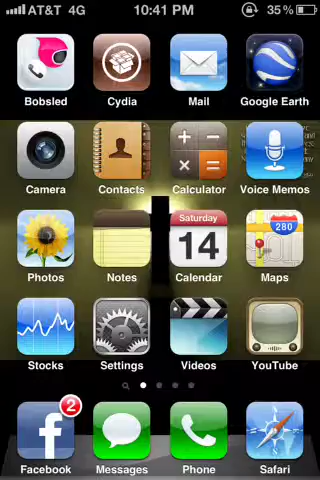 AT&T 4G 10:41 PM 35%
Bobsled Cydia Mail Google Earth
Camera Contacts Calculator Voice Memos
Saturday
14
280
Photos Notes Calendar Maps
Stocks Settings Videos YouTube
2
f
Facebook Messages Phone Safari